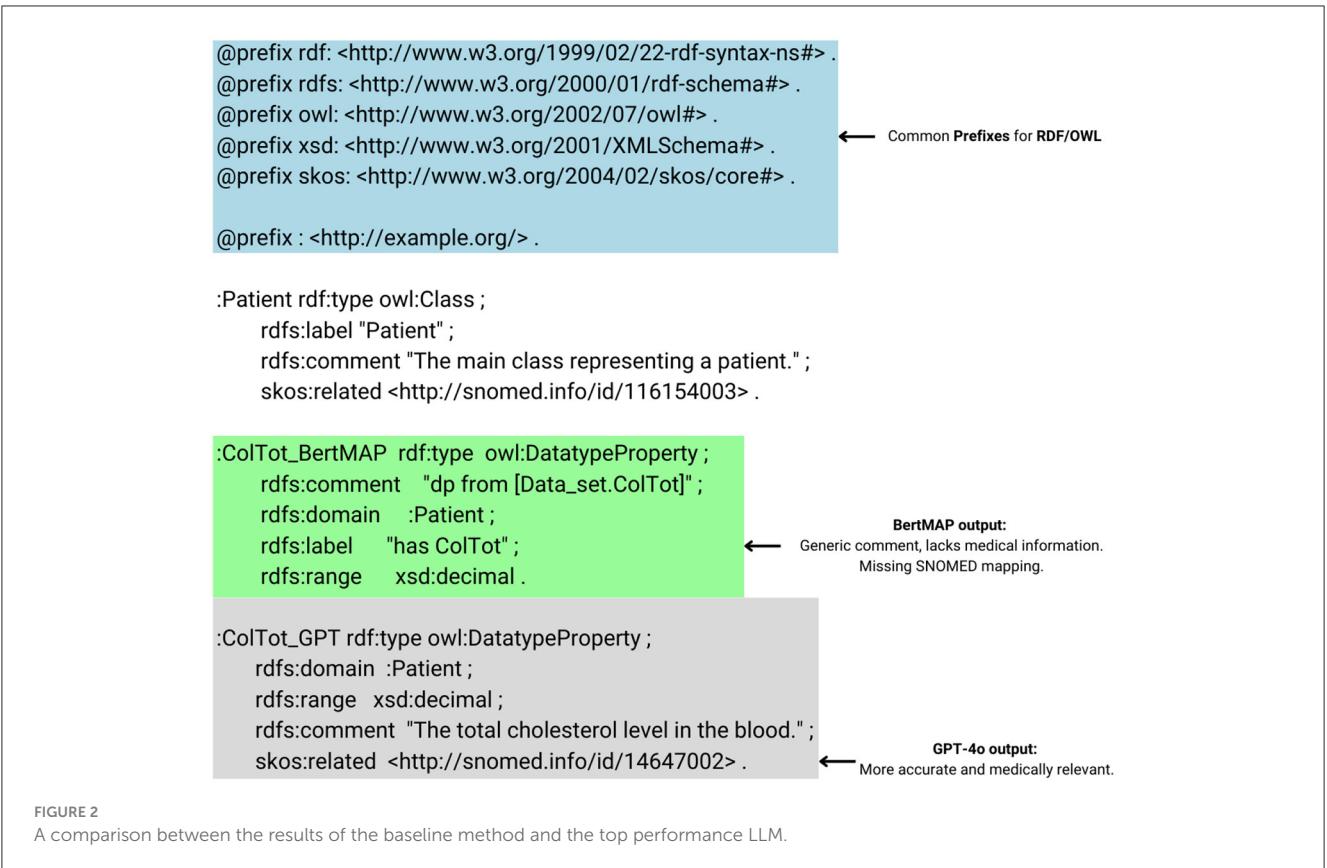 @prefix rdf: <http://www.w3.org/1999/02/22-rdf-syntax-ns#> .
@prefix rdfs: <http://www.w3.org/2000/01/rdf-schema#> .
@prefix owl: <http://www.w3.org/2002/07/owl#> .
@prefix xsd: <http://www.w3.org/2001/XMLSchema#> .
@prefix skos: <http://www.w3.org/2004/02/skos/core#> .
@prefix : <http://example.org/> .
Common Prefixes for RDF/OWL
:Patient rdf:type owl:Class ;
rdfs:label "Patient" ;
rdfs:comment "The main class representing a patient." ;
skos:related <http://snomed.info/id/116154003> .
:ColTot_BertMAP rdf:type owl:DatatypeProperty ;
rdfs:comment "dp from [Data_set.ColTot]" ;
rdfs:domain :Patient ;
rdfs:label "has ColTot" ;
rdfs:range xsd:decimal .
BertMAP output:
Generic comment, lacks medical information.
Missing SNOMED mapping.
:ColTot_GPT rdf:type owl:DatatypeProperty ;
rdfs:domain :Patient ;
rdfs:range xsd:decimal ;
rdfs:comment "The total cholesterol level in the blood." ;
skos:related <http://snomed.info/id/14647002> .
GPT-4o output:
More accurate and medically relevant.
FIGURE 2
A comparison between the results of the baseline method and the top performance LLM.